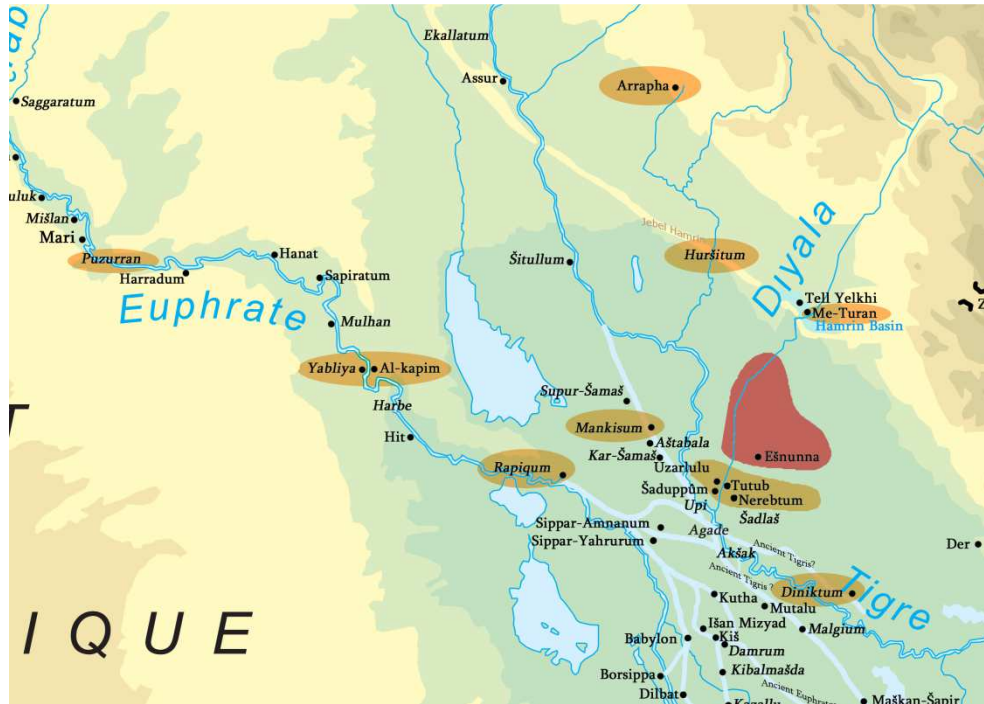 Ekallatum
Assur
Arrapha
Saggaratum
uluk
Mišlan
Mari
Puzurran
Harradum
Hanat
Sapiratum
Euphrate
Mulhan
Jebel Hamrin
Šitullum
Huršitum
Diyala
Tell Yelkhi
Me-Turan
Hamrin Basin
Z
Yabliya
Al-kapim
Harbe
Hit
Supur-Šamaš
Mankisum
Aštabala
Kar-Šamaš
Uzarlulu
Ešnunna
Rapiqum
Šaduppum
Tutub
Nerebtum
Upi
Šadlaš
Sippar-Amnanum
Sippar-Yahrurum
Agade
Akšak
Ancient Tigris?
Der
Ancient Tigris ?
Tigre
Diniktum
Kutha
Mutalu
Malgium
Išan Mizyad
Kiš
Damrum
Babylon
IQUE
Kibalmašda
Borsippa
Dilbat
Maškan-Šapir